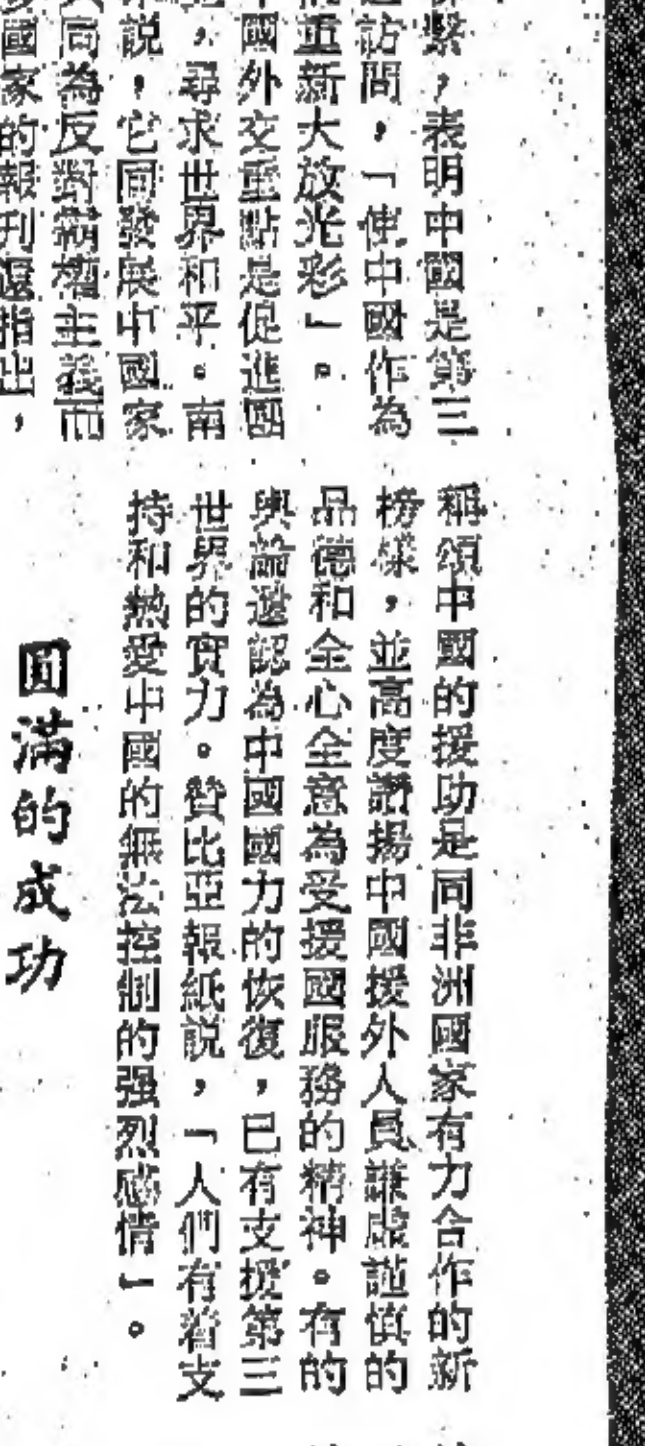 繫，表明中國是第三
訪問，「使中國作為
重新大放光彩」。
國外交重點是促進團
，尋求世界和平。南
説，它同發展中國家
同為反對霸權主義而
國家的報刊還指出，
稱頌中國的援助是同非洲國家有力合作的新
榜樣，並高度讚揚中國援外人員謙虛謹慎的
品德和全心全意為受援國服務的精神。有的
輿論還認為中國國力的恢復，已有支援第三
世界的實力。贊比亞報紙説，「人們有着支
持和熱愛中國的無法控制的强烈感情」。
圓滿的成功